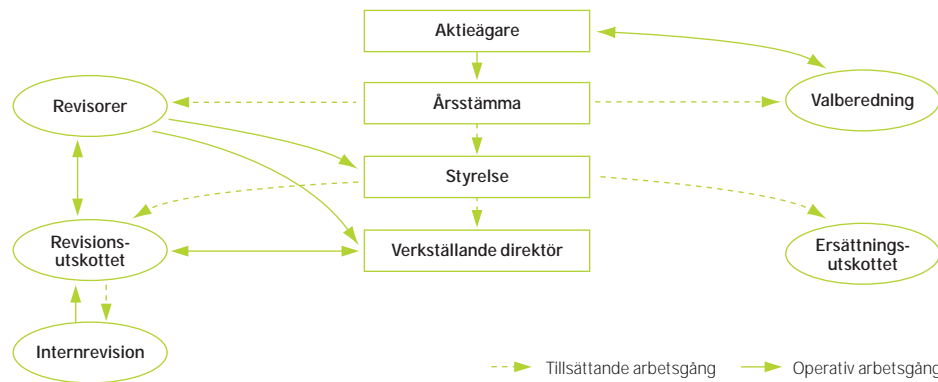 Aktieägare
Revisorer
Årsstämma
Valberedning
Styrelse
Revisions-
utskottet
Verkställande direktör
Ersättnings-
utskottet
Internrevision
Tillsättande arbetsgång
Operativ arbetsgång